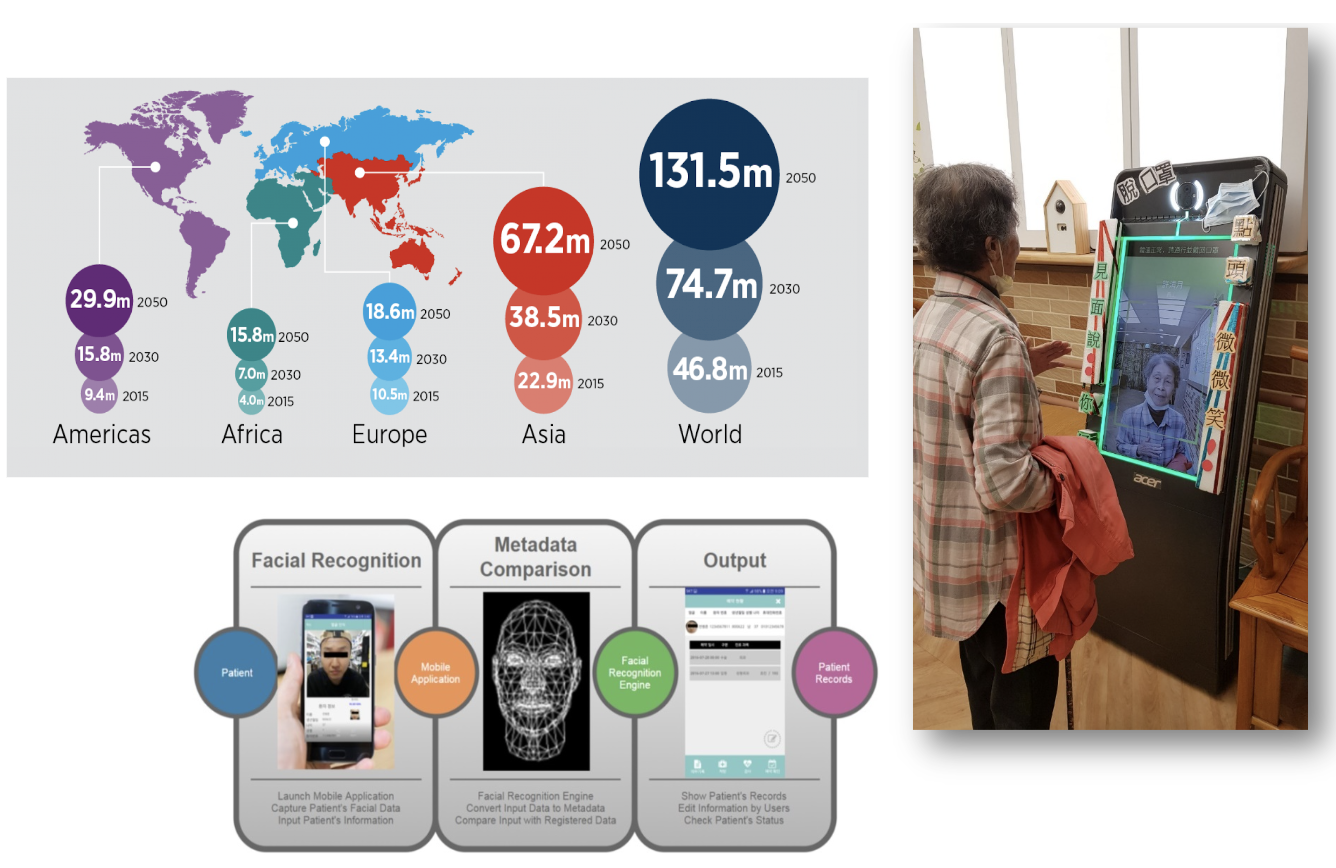 131.5m 2050
67.2m 2050
74.7m 2030
29.9m 2050
18.6m 2050
15.8m 2050
38.5m 2030
15.8m 2030
13.4m 2030
7.0m 2030
46.8m 2015
22.9m 2015
9.4m 2015
10.5m 2015
4.0m 2015
Americas
Africa
Europe
Asia
World
脫口罩
點頭
微微笑
見面說你
acer
Facial Recognition
Metadata
Comparison
Output
Patient
Mobile
Application
Facial
Recognition
Engine
Patient
Records
Launch Mobile Application
Capture Patient's Facial Data
Input Patient's Information
Facial Recognition Engine
Convert Input Data to Metadata
Compare Input with Registered Data
Show Patient's Records
Edit Information by Users
Check Patient's Status